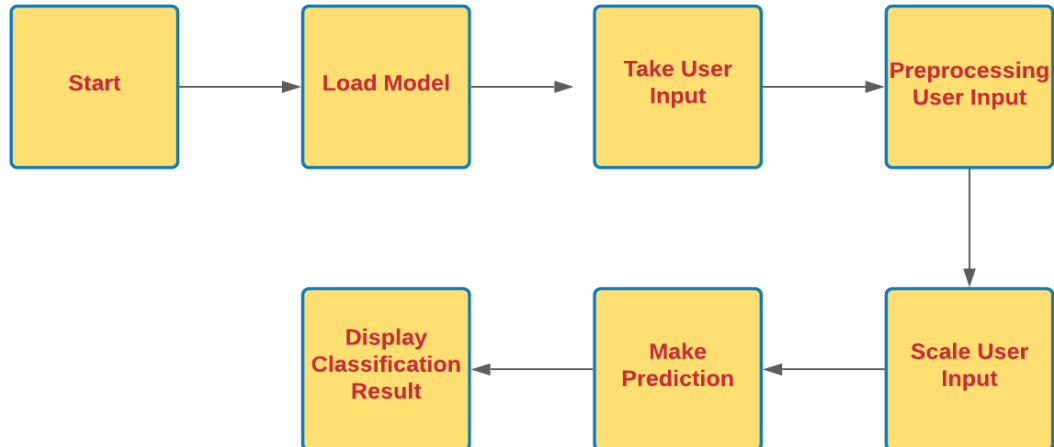 Start
Load Model
Take User
Input
Preprocessing
User Input
Scale User
Input
Make
Prediction
Display
Classification
Result